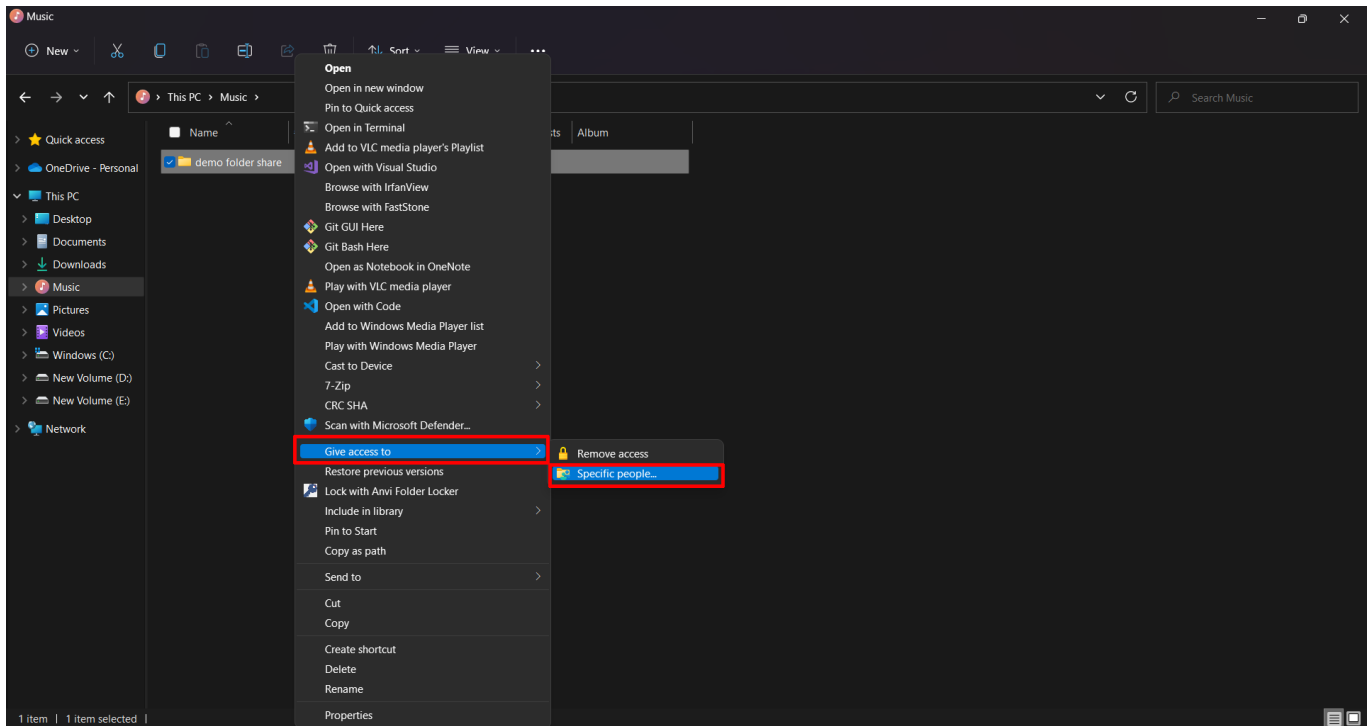 Music
New
Sort
View
This PC > Music >
Search Music
Quick access
OneDrive - Personal
This PC
Desktop
Documents
Downloads
Music
Pictures
Videos
Windows (C:)
New Volume (D:)
New Volume (E:)
Network
Name
Album
demo folder share
Open
Open in new window
Pin to Quick access
Open in Terminal
Add to VLC media player's Playlist
Open with Visual Studio
Browse with IrfanView
Browse with FastStone
Git GUI Here
Git Bash Here
Open as Notebook in OneNote
Play with VLC media player
Open with Code
Add to Windows Media Player list
Play with Windows Media Player
Cast to Device
7-Zip
CRC SHA
Scan with Microsoft Defender...
Give access to
Restore previous versions
Lock with Anvi Folder Locker
Include in library
Pin to Start
Copy as path
Send to
Cut
Copy
Create shortcut
Delete
Rename
Properties
Remove access
Specific people...
1 item | 1 item selected |